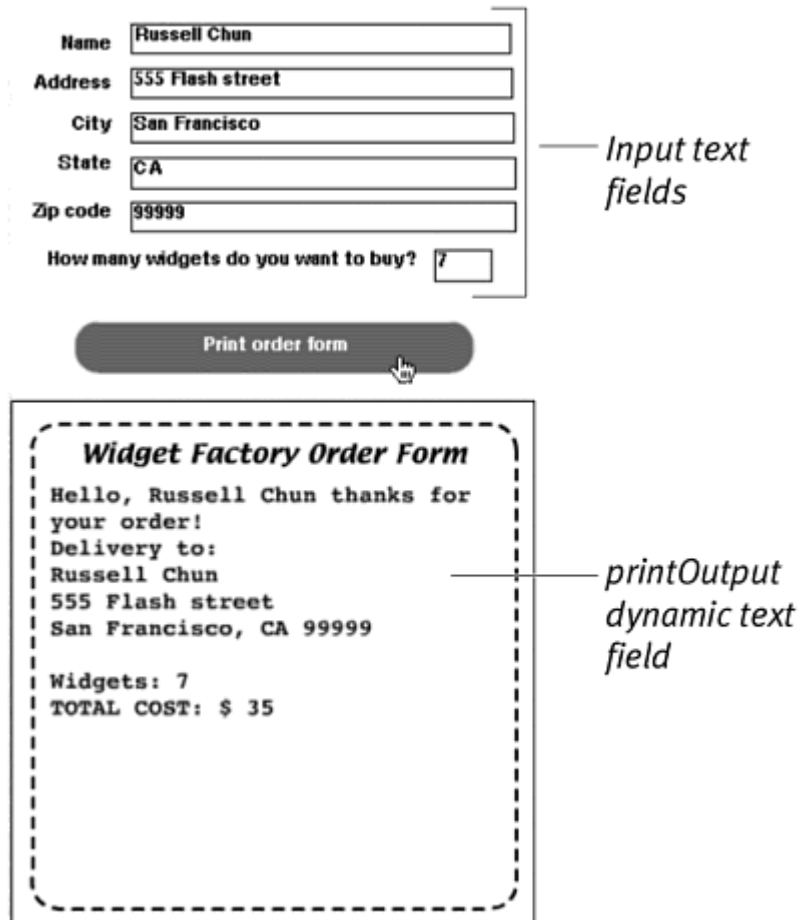 Name Russell Chun
Address 555 Flash street
City San Francisco
State CA
Zip code 99999
How many widgets do you want to buy? 7
Input text
fields
Print order form
Widget Factory Order Form
Hello, Russell Chun thanks for
your order!
Delivery to:
Russell Chun
555 Flash street
San Francisco, CA 99999
Widgets: 7
TOTAL COST: $ 35
printOutput
dynamic text
field